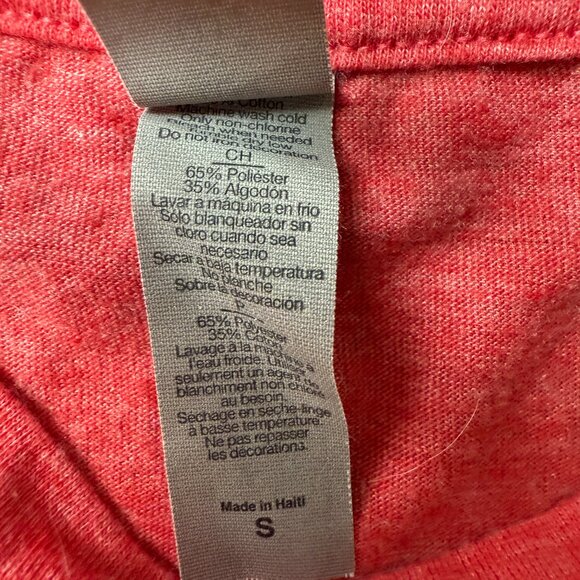 Cotton
Machine wash cold
Only non-chlorine
when needed
low
Do not iron decoration
CH
65% Poliéster
35% Algodón
Lavar a máquina en frio
Sólo blanqueador sin
cloro cuando sea
necesario
Secar a baja temperatura
No planche
Sobre la decoración
65% Polyester
35% Coton
Lavage à la machine à
l'eau froide. Utiliser
seulement un agent de
blanchiment non chloré
au besoin.
Séchage en sèche-linge
à basse température.
Ne pas repasser
les décorations.
Made in Haiti
S